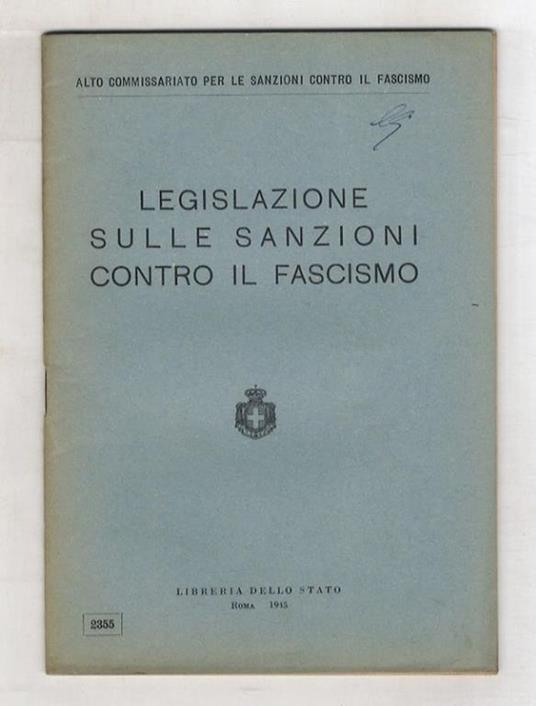 ALTO COMMISSARIATO PER LE SANZIONI CONTRO IL FASCISMO
LEGISLAZIONE
SULLE SANZIONI
CONTRO IL FASCISMO
LIBRERIA DELLO STATO
ROMA 1945
2355